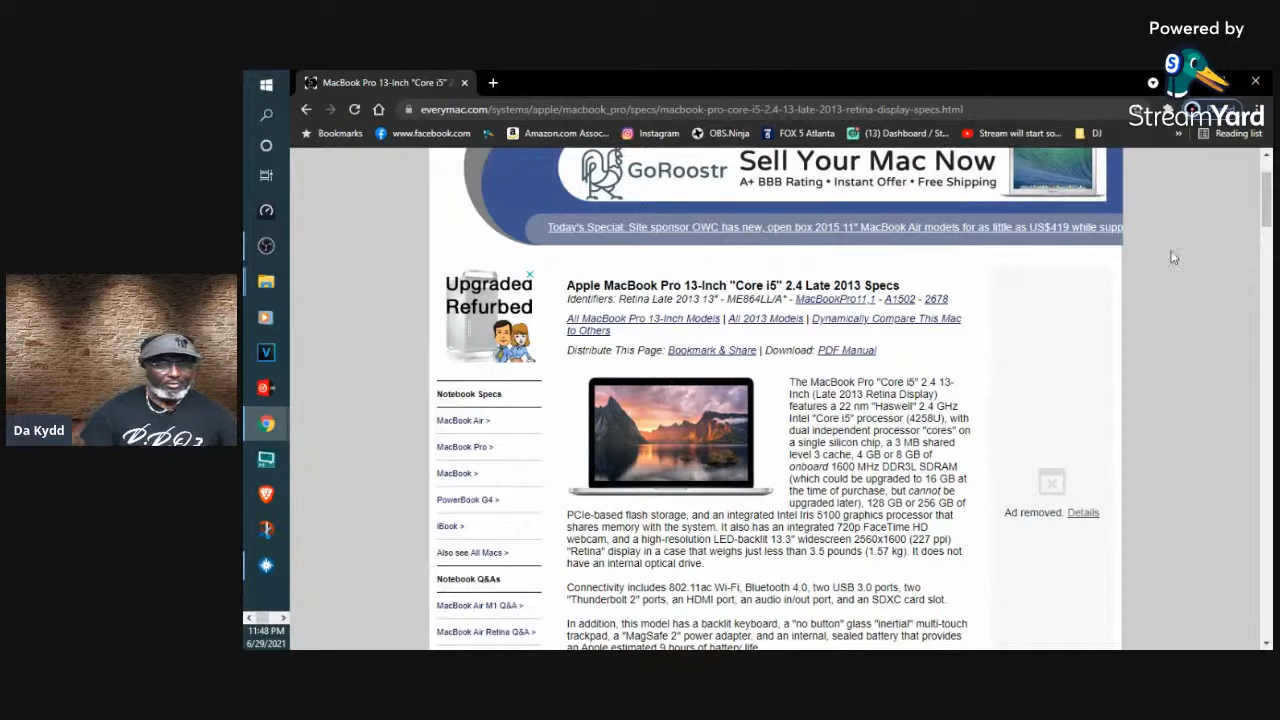 Powered by
StreamYard
MacBook Pro 13-Inch "Core i5" 2
everymac.com/systems/apple/macbook_pro/specs/macbook-pro-core-i5-2.4-13-late-2013-retina-display-specs.html
Bookmarks www.facebook.com Amazon.com Assoc... Instagram OBS.Ninja FOX 5 Atlanta (13) Dashboard / St... Stream will start so... DJ » Reading list
GoRoostr
Sell Your Mac Now
A+ BBB Rating • Instant Offer • Free Shipping
Today's Special: Site sponsor OWC has new, open box 2015 11" MacBook Air models for as little as US$419 while supp
Upgraded
Refurbed
Apple MacBook Pro 13-Inch "Core i5" 2.4 Late 2013 Specs
Identifiers: Retina Late 2013 13" - ME864LL/A* - MacBookPro11,1 - A1502 - 2678
All MacBook Pro 13-Inch Models | All 2013 Models | Dynamically Compare This Mac
to Others
Distribute This Page: Bookmark & Share | Download: PDF Manual
Notebook Specs
MacBook Air >
MacBook Pro >
MacBook >
PowerBook G4 >
iBook >
Also see All Macs >
Notebook Q&As
MacBook Air M1 Q&A >
MacBook Air Retina Q&A >
The MacBook Pro "Core i5" 2.4 13-
Inch (Late 2013 Retina Display)
features a 22 nm "Haswell" 2.4 GHz
Intel "Core i5" processor (4258U), with
dual independent processor "cores" on
a single silicon chip, a 3 MB shared
level 3 cache, 4 GB or 8 GB of
onboard 1600 MHz DDR3L SDRAM
(which could be upgraded to 16 GB at
the time of purchase, but cannot be
upgraded later), 128 GB or 256 GB of
PCIe-based flash storage, and an integrated Intel Iris 5100 graphics processor that
shares memory with the system. It also has an integrated 720p FaceTime HD
webcam, and a high-resolution LED-backlit 13.3" widescreen 2560x1600 (227 ppi)
"Retina" display in a case that weighs just less than 3.5 pounds (1.57 kg). It does not
have an internal optical drive.
Connectivity includes 802.11ac Wi-Fi, Bluetooth 4.0, two USB 3.0 ports, two
"Thunderbolt 2" ports, an HDMI port, an audio in/out port, and an SDXC card slot.
In addition, this model has a backlit keyboard, a "no button" glass "inertial" multi-touch
trackpad, a "MagSafe 2" power adapter, and an internal, sealed battery that provides
an Apple estimated 9 hours of battery life.
Ad removed. Details
Da Kydd
11:48 PM
6/29/2021